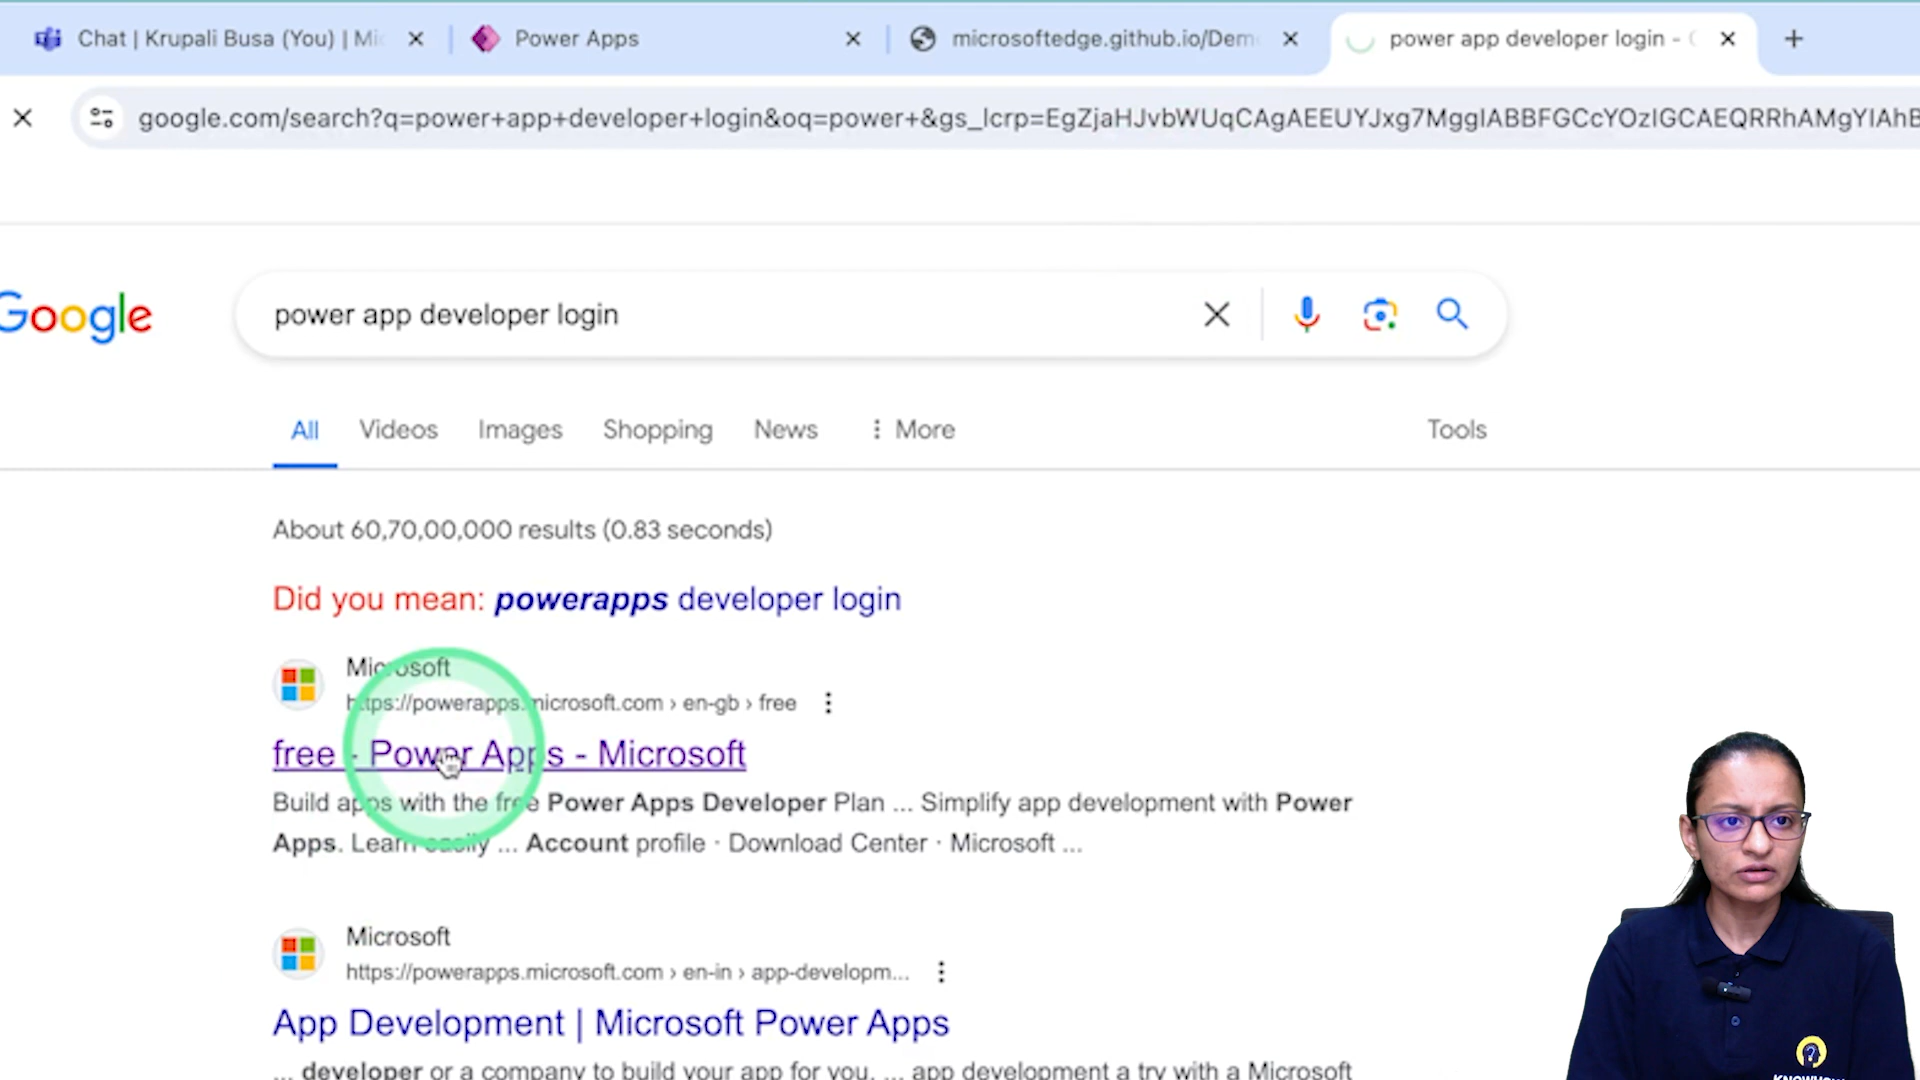 Chat | Krupali Busa (You) | Mi
Power Apps
microsoftedge.github.io/Dem
power app developer login -
google.com/search?q=power+app+developer+login&oq=power+&gs_lcrp=EgZjaHJvbWUqCAgAEEUYJxg7MggIABBFGCcYOzIGCAEQRRhAMgYIAhB
Google
power app developer login
All
Videos
Images
Shopping
News
More
Tools
About 60,70,00,000 results (0.83 seconds)
Did you mean: powerapps developer login
Microsoft
https://powerapps.microsoft.com › en-gb › free
free - Power Apps - Microsoft
Build apps with the free Power Apps Developer Plan ... Simplify app development with Power
Apps. Learn easily ... Account profile · Download Center · Microsoft ...
Microsoft
https://powerapps.microsoft.com › en-in › app-developm...
App Development | Microsoft Power Apps
... developer or a company to build your app for you. ... app development a try with a Microsoft